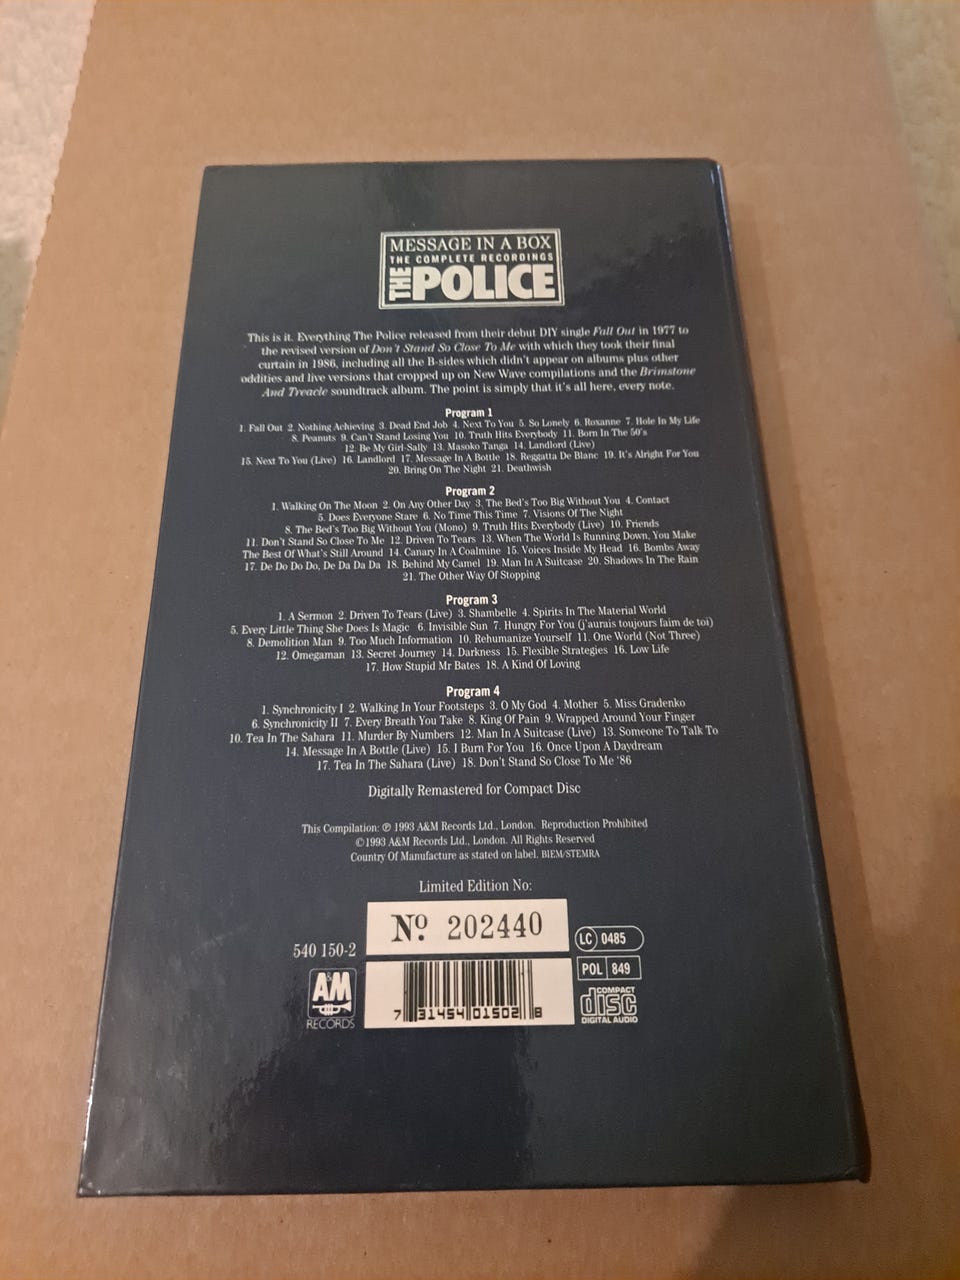 MESSAGE IN A BOX
THE COMPLETE RECORDINGS
THE POLICE
This is it. Everything The Police released from their debut DIY single Fall Out in 1977 to
the revised version of Don't Stand So Close To Me with which they took their final
curtain in 1986, including all the B-sides which didn't appear on albums plus other
oddities and live versions that cropped up on New Wave compilations and the Brimstone
And Treacle soundtrack album. The point is simply that it's all here, every note.
Program 1
1. Fall Out 2. Nothing Achieving 3. Dead End Job 4. Next To You 5. So Lonely 6. Roxanne 7. Hole In My Life
8. Peanuts 9. Can't Stand Losing You 10. Truth Hits Everybody 11. Born In The 50's
12. Be My Girl-Sally 13. Masoko Tanga 14. Landlord (Live)
15. Next To You (Live) 16. Landlord 17. Message In A Bottle 18. Reggatta De Blanc 19. It's Alright For You
20. Bring On The Night 21. Deathwish
Program 2
1. Walking On The Moon 2. On Any Other Day 3. The Bed's Too Big Without You 4. Contact
5. Does Everyone Stare 6. No Time This Time 7. Visions Of The Night
8. The Bed's Too Big Without You (Mono) 9. Truth Hits Everybody (Live) 10. Friends
11. Don't Stand So Close To Me 12. Driven To Tears 13. When The World Is Running Down, You Make
The Best Of What's Still Around 14. Canary In A Coalmine 15. Voices Inside My Head 16. Bombs Away
17. De Do Do Do, De Da Da Da 18. Behind My Camel 19. Man In A Suitcase 20. Shadows In The Rain
21. The Other Way Of Stopping
Program 3
1. A Sermon 2. Driven To Tears (Live) 3. Shambelle 4. Spirits In The Material World
5. Every Little Thing She Does Is Magic 6. Invisible Sun 7. Hungry For You (j'aurais toujours faim de toi)
8. Demolition Man 9. Too Much Information 10. Rehumanize Yourself 11. One World (Not Three)
12. Omegaman 13. Secret Journey 14. Darkness 15. Flexible Strategies 16. Low Life
17. How Stupid Mr Bates 18. A Kind Of Loving
Program 4
1. Synchronicity I 2. Walking In Your Footsteps 3. O My God 4. Mother 5. Miss Gradenko
6. Synchronicity II 7. Every Breath You Take 8. King Of Pain 9. Wrapped Around Your Finger
10. Tea In The Sahara 11. Murder By Numbers 12. Man In A Suitcase (Live) 13. Someone To Talk To
14. Message In A Bottle (Live) 15. I Burn For You 16. Once Upon A Daydream
17. Tea In The Sahara (Live) 18. Don't Stand So Close To Me '86
Digitally Remastered for Compact Disc
This Compilation: ℗ 1993 A&M Records Ltd., London. Reproduction Prohibited
©1993 A&M Records Ltd., London. All Rights Reserved
Country Of Manufacture as stated on label. BIEM/STEMRA
Limited Edition No:
Nº 202440
540 150-2
LC 0485
POL 849
A&M
RECORDS
7 31454 01502 8
COMPACT
disc
DIGITAL AUDIO